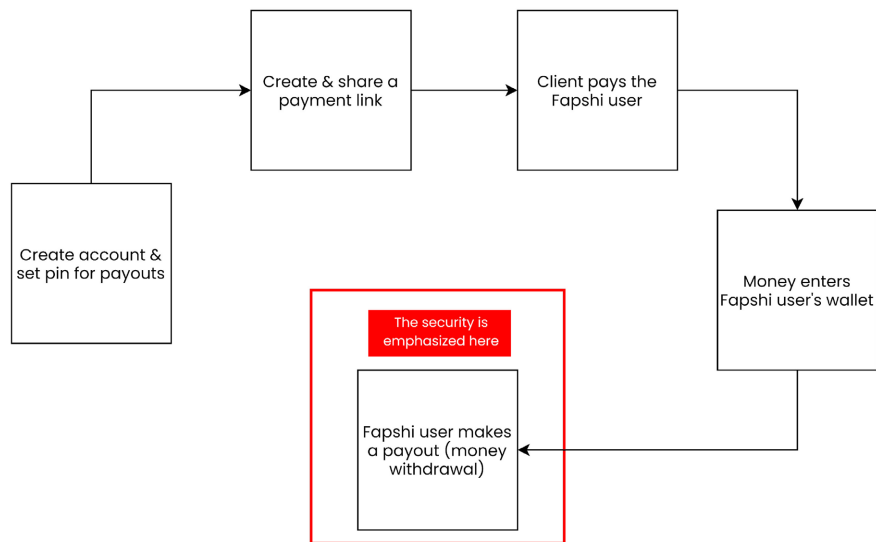 Create & share a
payment link
Client pays the
Fapshi user
Create account &
set pin for payouts
Money enters
Fapshi user's wallet
The security is
emphasized here
Fapshi user makes
a payout (money
withdrawal)